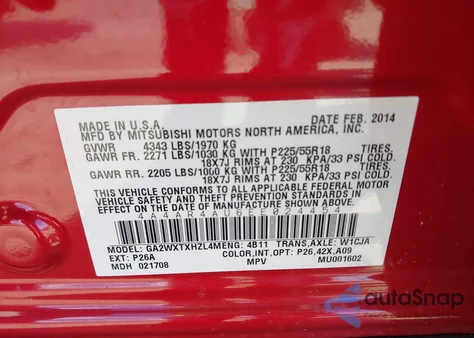 MADE IN U.S.A. DATE FEB. 2014
MFD BY MITSUBISHI MOTORS NORTH AMERICA, INC.
GVWR 4343 LBS/1970 KG
GAWR FR. 2271 LBS/1030 KG WITH P225/55R18
18X7J RIMS AT 230 KPA/33 PSI COLD.
GAWR RR. 2205 LBS/1000 KG WITH P225/55R18
18X7J RIMS AT 230 KPA/33 PSI COLD.
THIS VEHICLE CONFORMS TO ALL APPLICABLE FEDERAL MOTOR
VEHICLE SAFETY AND THEFT PREVENTION STANDARDS IN
EFFECT ON THE DATE OF MANUFACTURE SHOWN ABOVE.
4A4AR4AU6EE024454
MODEL: GA2WXTXHZL4MENG: 4B11 TRANS,AXLE: W1CJA
EXT: P26A COLOR,INT,OPT: P26,42X,A09
MDH 021708 MPV MU001602
autoSnap